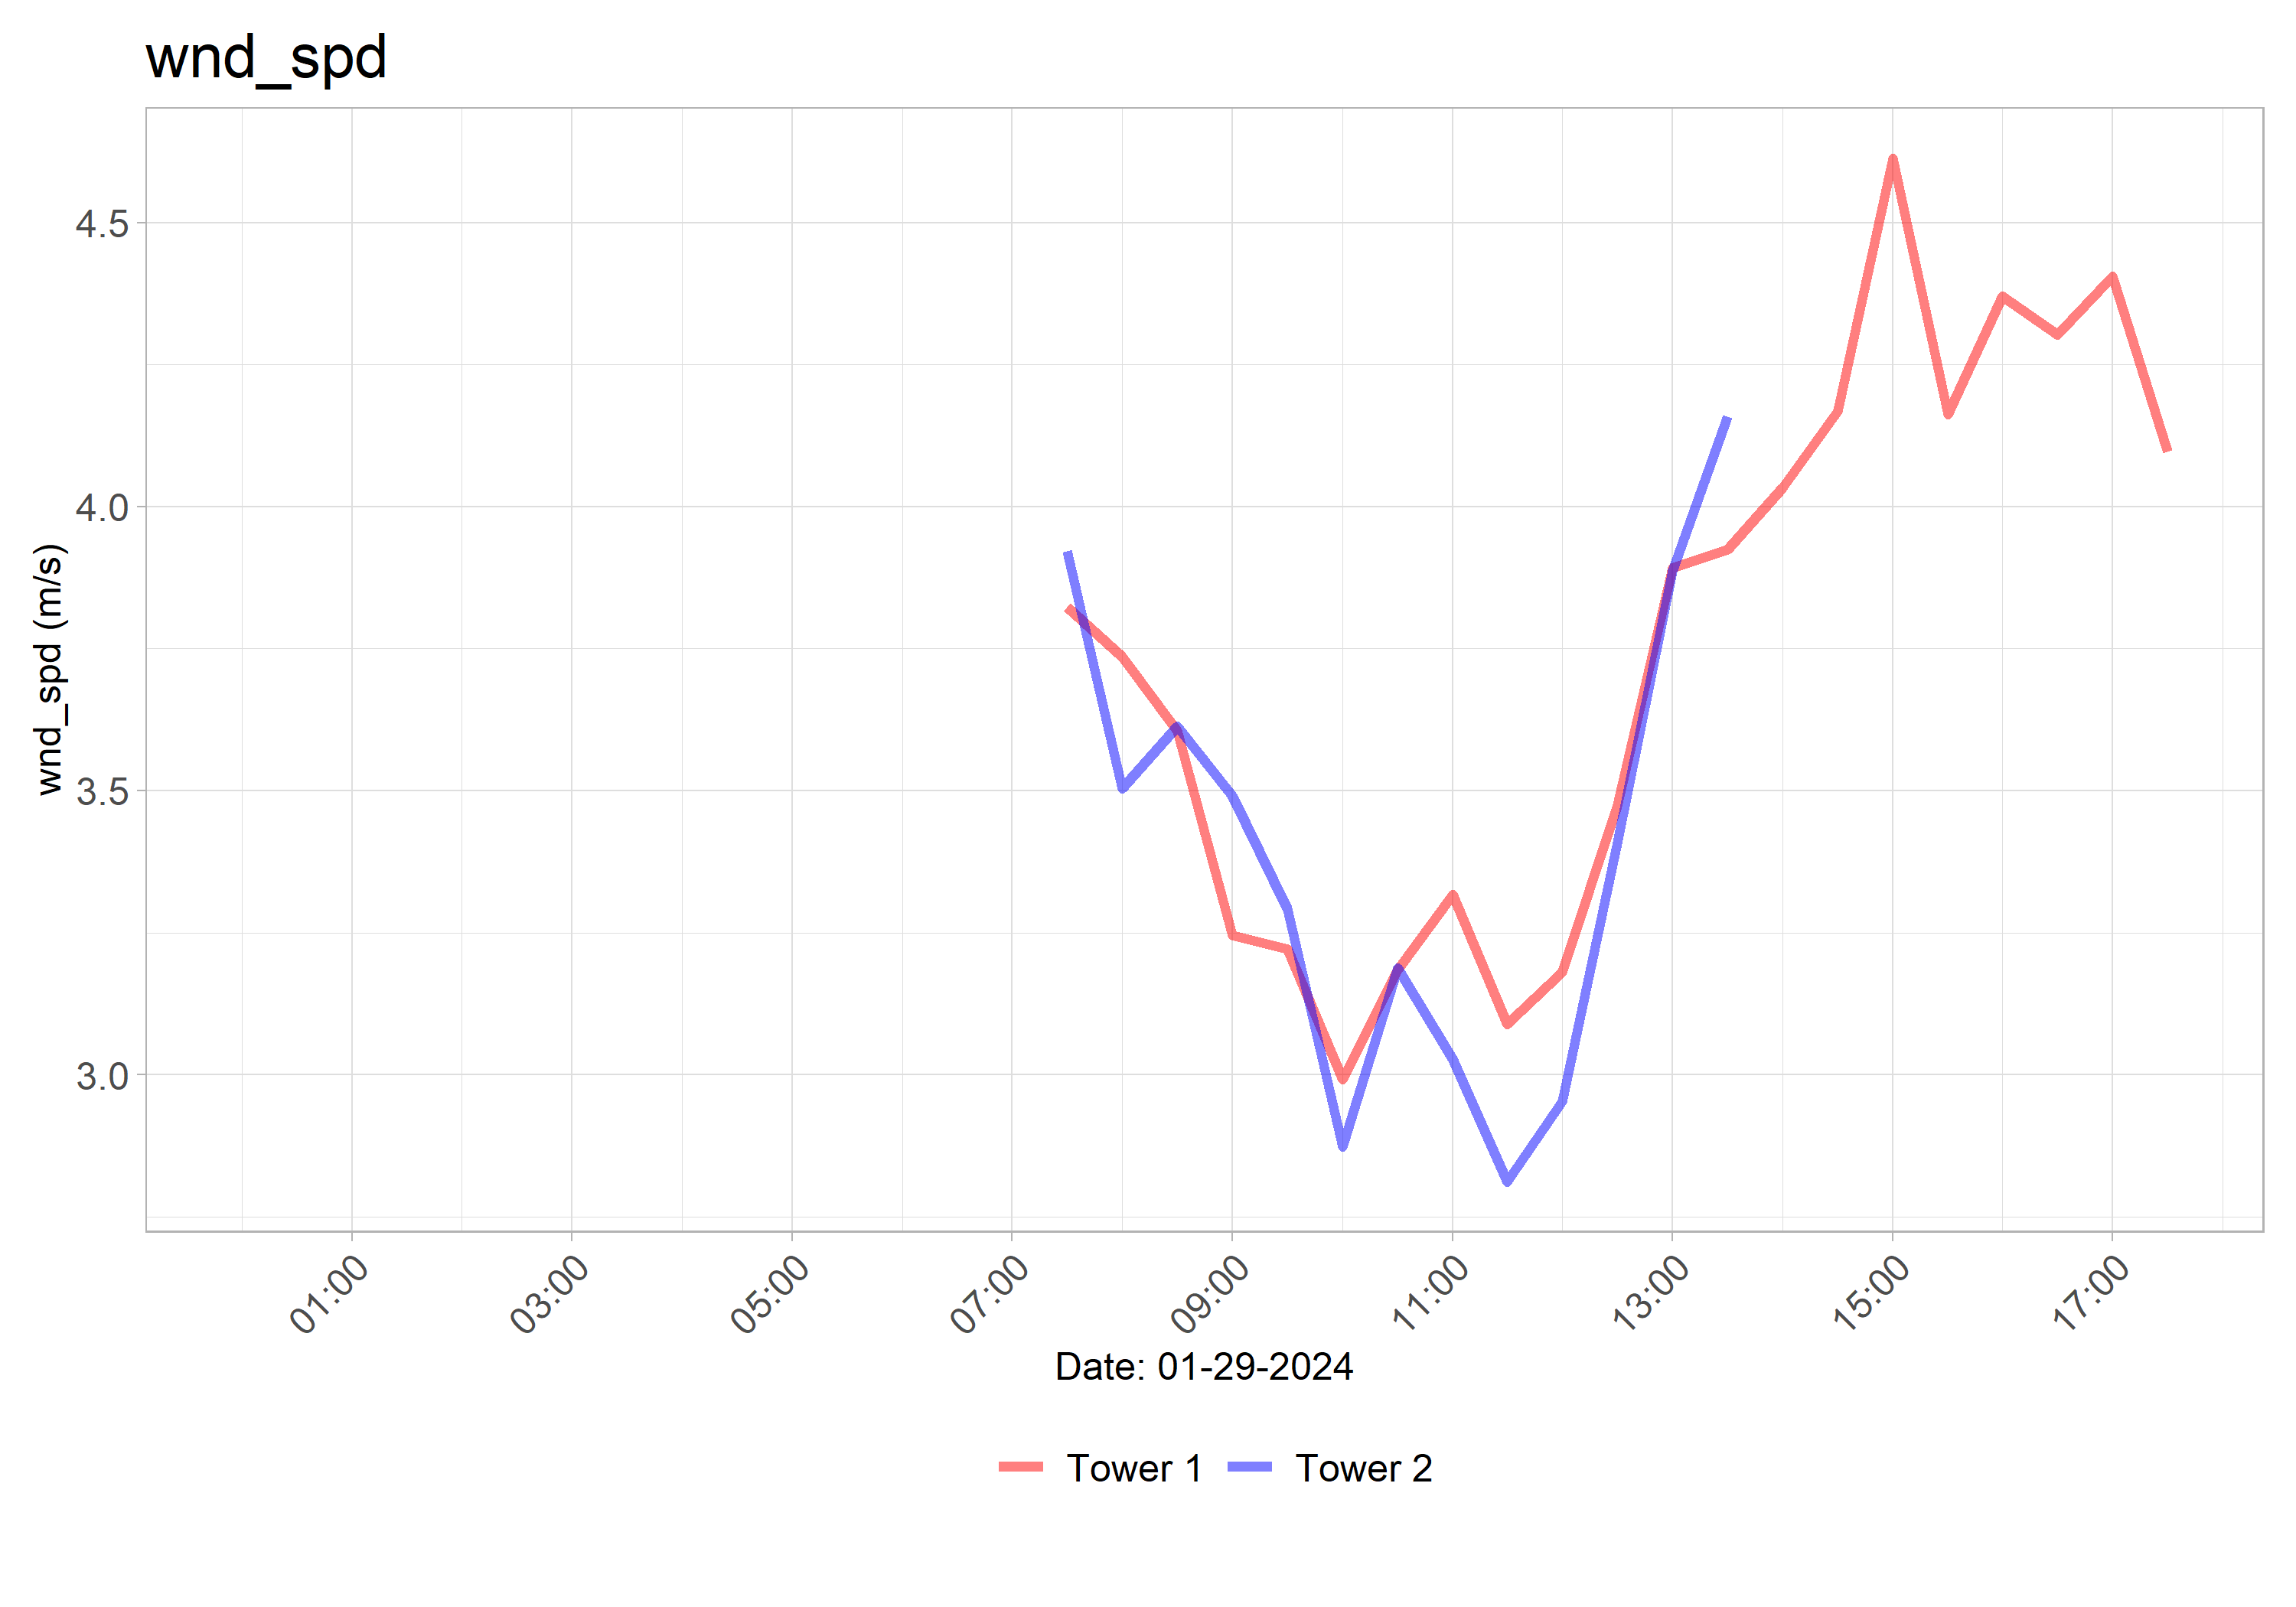 wnd_spd
wnd_spd (m/s)
4.5
4.0
3.5
3.0
01:00 03:00 05:00 07:00 09:00 11:00 13:00 15:00 17:00
Date: 01-29-2024
Tower 1 Tower 2